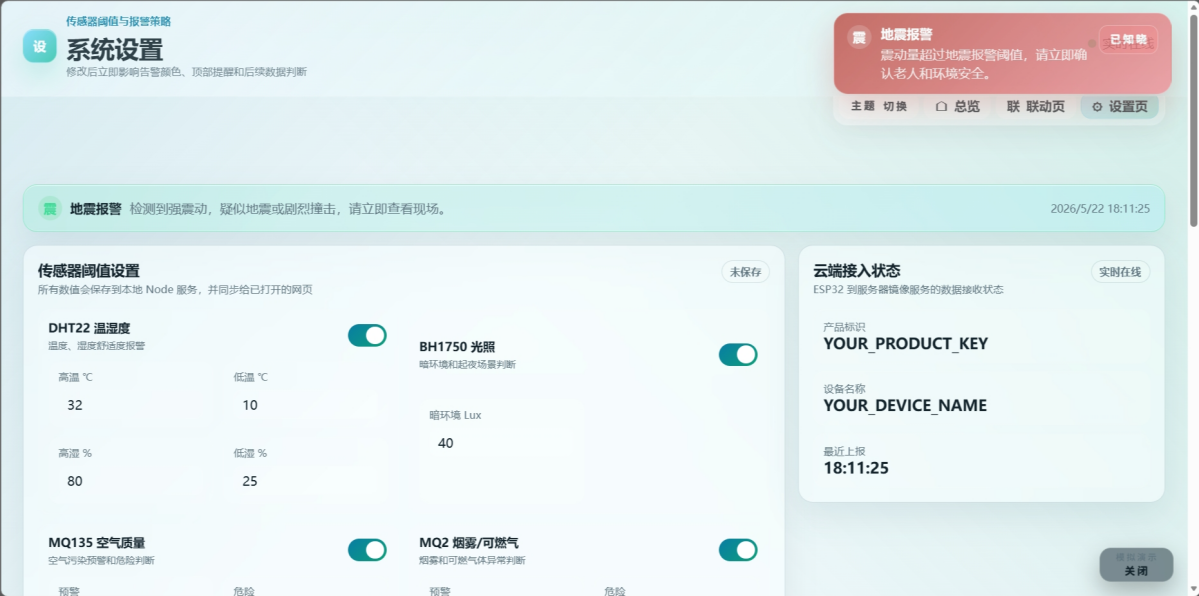 传感器阈值与报警策略
设
系统设置
修改后立即影响告警颜色、顶部提醒和后续数据判断
震
地震报警
震动量超过地震报警阈值，请立即确
认老人和环境安全。
已知晓
主题 切换
总览
联 联动页
设置页
震 地震报警 检测到强震动，疑似地震或剧烈撞击，请立即查看现场。
2026/5/22 18:11:25
传感器阈值设置
所有数值会保存到本地 Node 服务，并同步给已打开的网页
未保存
DHT22 温湿度
温度、湿度舒适度报警
高温 ℃
低温 ℃
32
10
高湿 %
低湿 %
80
25
BH1750 光照
暗环境和起夜场景判断
暗环境 Lux
40
MQ135 空气质量
空气污染预警和危险判断
预警
危险
MQ2 烟雾/可燃气
烟雾和可燃气体异常判断
预警
危险
云端接入状态
ESP32 到服务器镜像服务的数据接收状态
实时在线
产品标识
YOUR_PRODUCT_KEY
设备名称
YOUR_DEVICE_NAME
最近上报
18:11:25
模拟演示
关闭